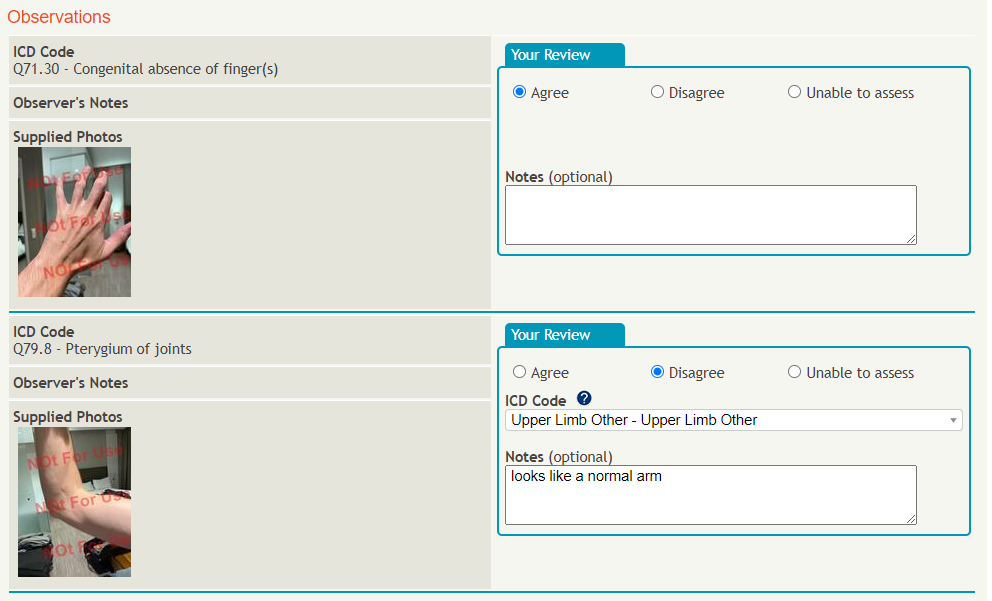 Observations
ICD Code
Q71.30 - Congenital absence of finger(s)
Observer's Notes
Supplied Photos
NOt For Use
NOt For Use
NOt For Use
Your Review
Agree Disagree Unable to assess
Notes (optional)
ICD Code
Q79.8 - Pterygium of joints
Observer's Notes
Supplied Photos
NOt For Use
NOt For Use
NOt For Use
Your Review
Agree Disagree Unable to assess
ICD Code ?
Upper Limb Other - Upper Limb Other
Notes (optional)
looks like a normal arm